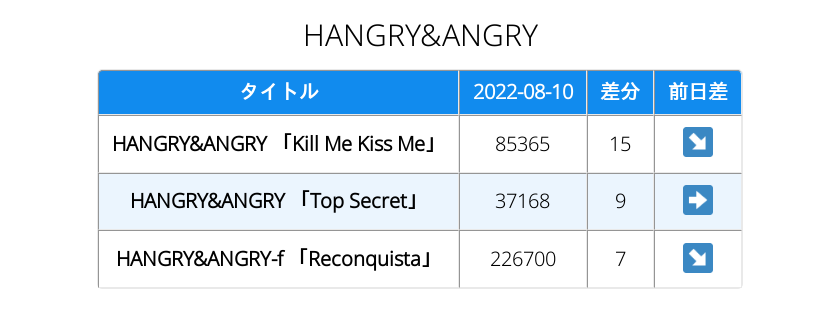 HANGRY&ANGRY
タイトル 2022-08-10 差分 前日差
HANGRY&ANGRY 「Kill Me Kiss Me」 85365 15 ↘
HANGRY&ANGRY 「Top Secret」 37168 9 ➡
HANGRY&ANGRY-f 「Reconquista」 226700 7 ↘